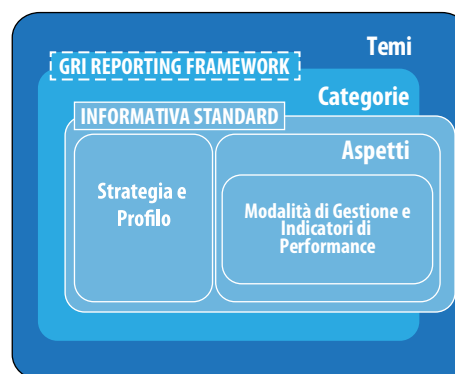 Temi
GRI REPORTING FRAMEWORK
Categorie
INFORMATIVA STANDARD
Aspetti
Strategia e
Profilo
Modalità di Gestione e
Indicatori di
Performance